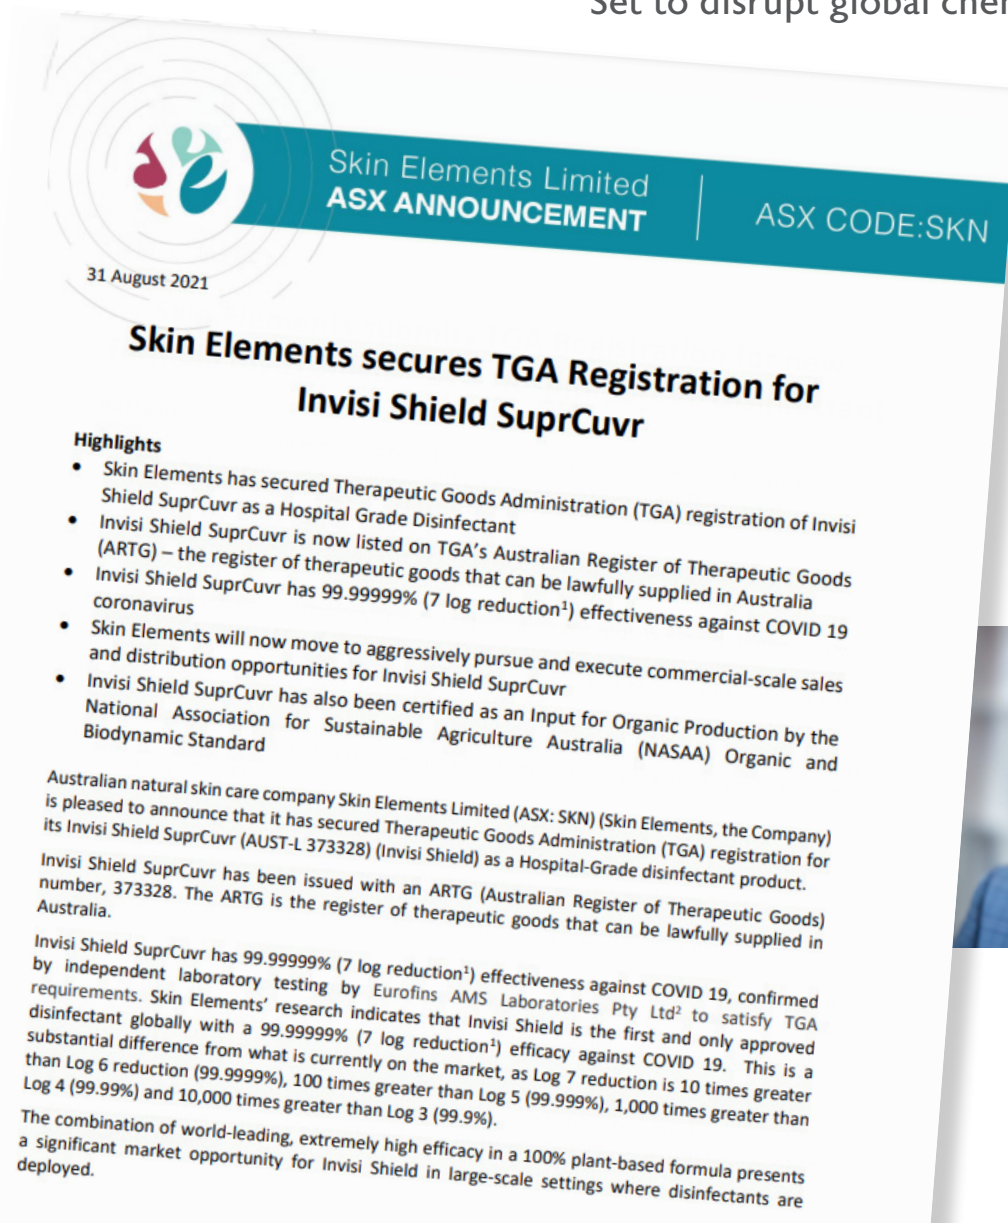 Set to disrupt global
Skin Elements Limited
ASX ANNOUNCEMENT
ASX CODE:SKN
31 August 2021
Skin Elements secures TGA Registration for
Invisi Shield SuprCuvr
Highlights
• Skin Elements has secured Therapeutic Goods Administration (TGA) registration of Invisi
Shield SuprCuvr as a Hospital Grade Disinfectant
• Invisi Shield SuprCuvr is now listed on TGA's Australian Register of Therapeutic Goods
(ARTG) – the register of therapeutic goods that can be lawfully supplied in Australia
• Invisi Shield SuprCuvr has 99.99999% (7 log reduction¹) effectiveness against COVID 19
coronavirus
• Skin Elements will now move to aggressively pursue and execute commercial-scale sales
and distribution opportunities for Invisi Shield SuprCuvr
• Invisi Shield SuprCuvr has also been certified as an Input for Organic Production by the
National Association for Sustainable Agriculture Australia (NASAA) Organic and
Biodynamic Standard
Australian natural skin care company Skin Elements Limited (ASX: SKN) (Skin Elements, the Company)
is pleased to announce that it has secured Therapeutic Goods Administration (TGA) registration for
its Invisi Shield SuprCuvr (AUST-L 373328) (Invisi Shield) as a Hospital-Grade disinfectant product.
Invisi Shield SuprCuvr has been issued with an ARTG (Australian Register of Therapeutic Goods)
number, 373328. The ARTG is the register of therapeutic goods that can be lawfully supplied in
Australia.
Invisi Shield SuprCuvr has 99.99999% (7 log reduction¹) effectiveness against COVID 19, confirmed
by independent laboratory testing by Eurofins AMS Laboratories Pty Ltd² to satisfy TGA
requirements. Skin Elements' research indicates that Invisi Shield is the first and only approved
disinfectant globally with a 99.99999% (7 log reduction¹) efficacy against COVID 19. This is a
substantial difference from what is currently on the market, as Log 7 reduction is 10 times greater
than Log 6 reduction (99.9999%), 100 times greater than Log 5 (99.999%), 1,000 times greater than
Log 4 (99.99%) and 10,000 times greater than Log 3 (99.9%).
The combination of world-leading, extremely high efficacy in a 100% plant-based formula presents
a significant market opportunity for Invisi Shield in large-scale settings where disinfectants are
deployed.